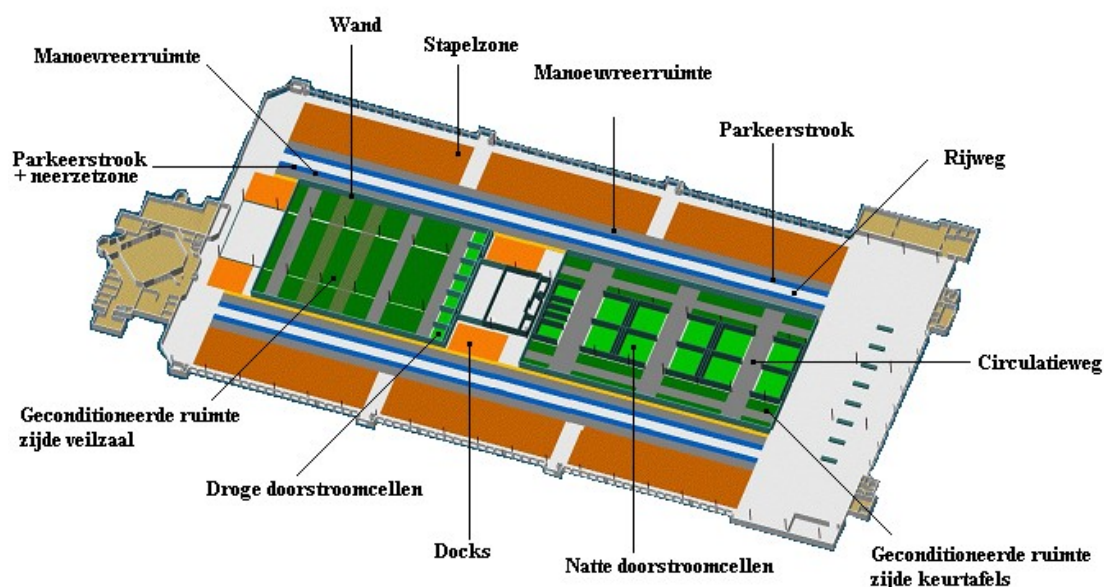 Wand
Stapelzone
Manoevreerruimte
Manoeuvreerruimte
Parkeerstrook
Rijweg
Parkeerstrook
+ neerzetzone
Circulatieweg
Geconditioneerde ruimte
zijde veilzaal
Droge doorstroomcellen
Docks
Natte doorstroomcellen
Geconditioneerde ruimte
zijde keurtafels